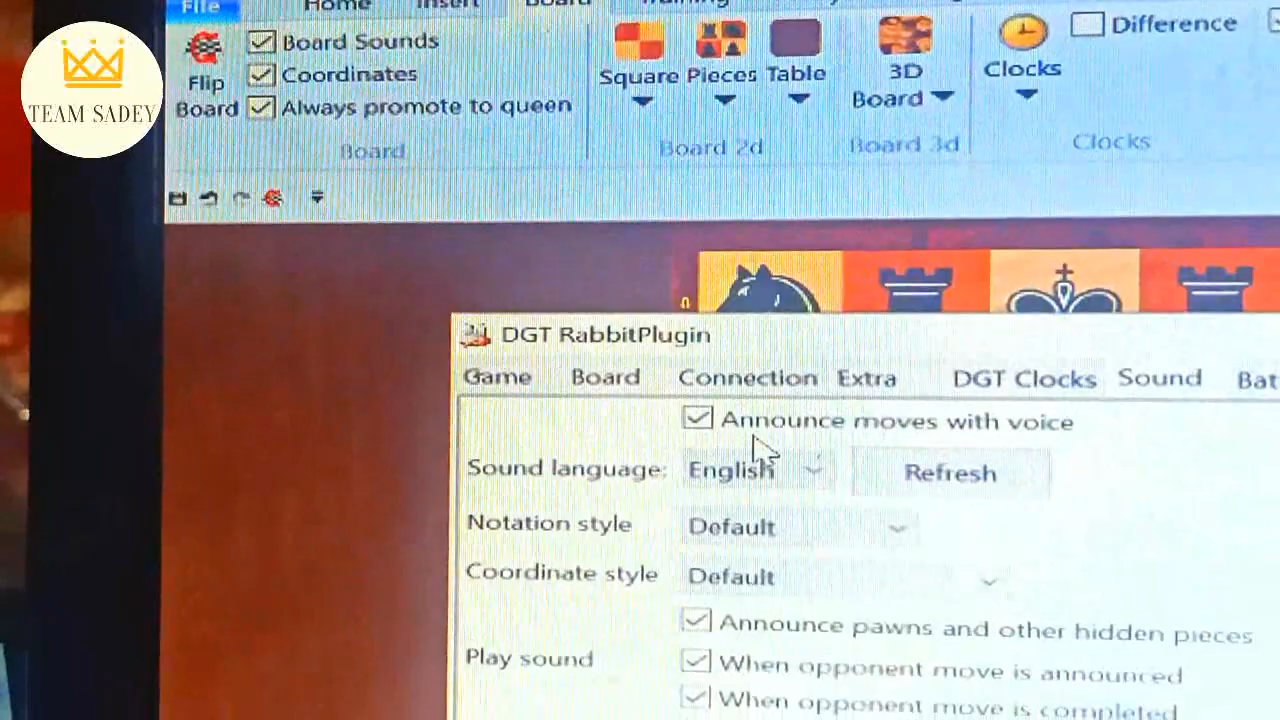 File Home Insert Board Training
TEAM SADEY
Flip
Board
Board Sounds
Coordinates
Always promote to queen
Board
Square Pieces Table
Board 2d
3D
Board
Board 3d
Clocks
Difference
Clocks
DGT RabbitPlugin
Game Board Connection Extra DGT Clocks Sound Bat
Announce moves with voice
Sound language: English Refresh
Notation style Default
Coordinate style Default
Announce pawns and other hidden pieces
Play sound When opponent move is announced
When opponent move is completed